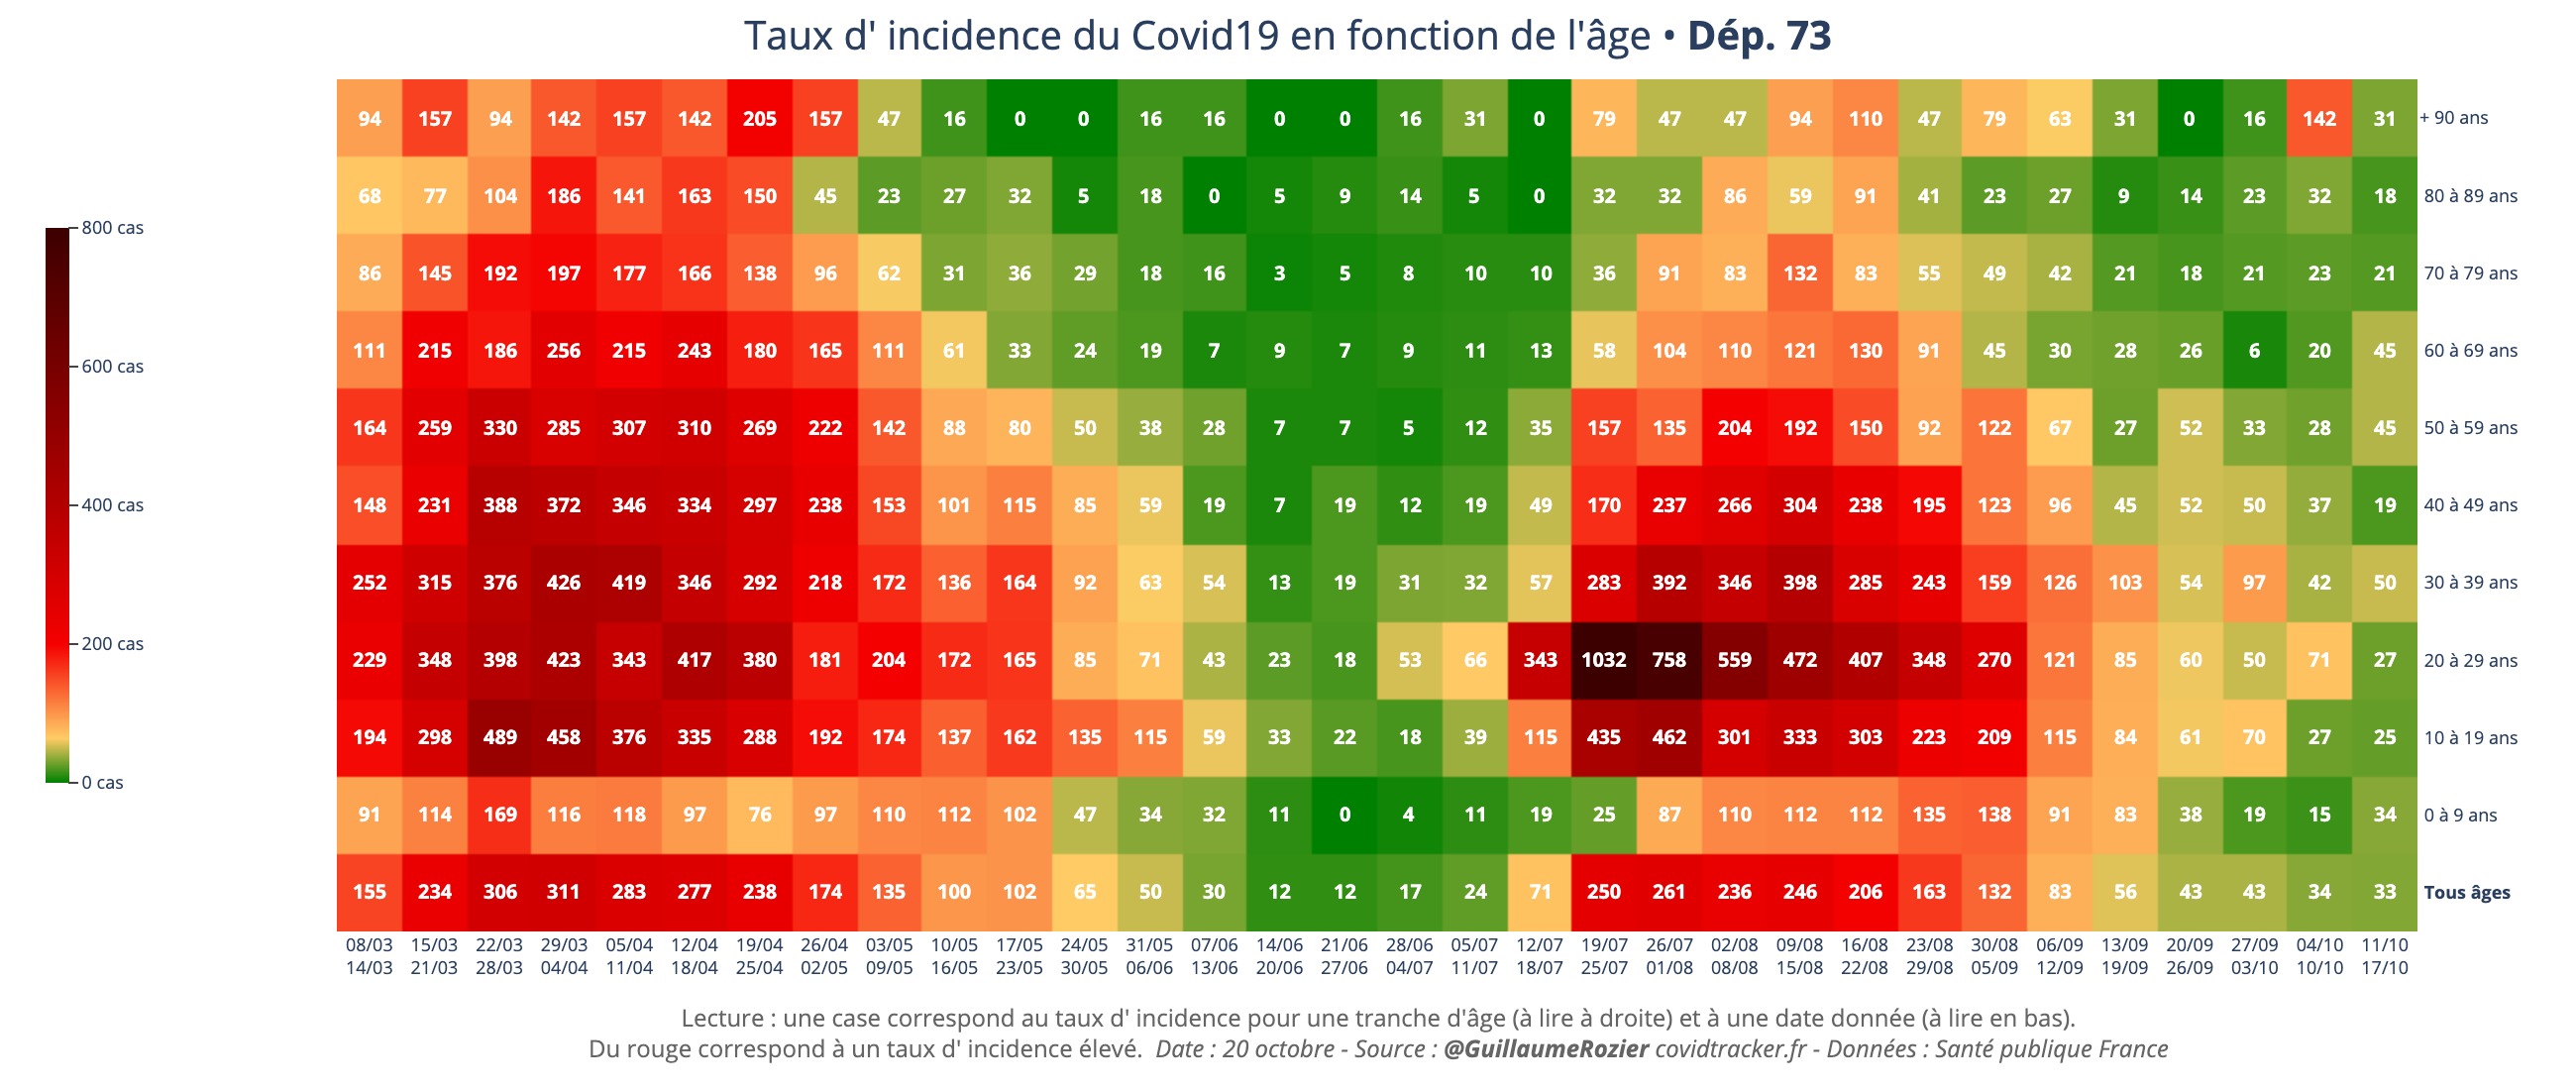 Taux d' incidence du Covid19 en fonction de l'âge • Dép. 73
94 157 94 142 157 142 205 157 47 16 0 0 16 16 0 0 16 31 0 79 47 47 94 110 47 79 63 31 0 16 142 31 + 90 ans
68 77 104 186 141 163 150 45 23 27 32 5 18 0 5 9 14 5 0 32 32 86 59 91 41 23 27 9 14 23 32 18 80 à 89 ans
800 cas
86 145 192 197 177 166 138 96 62 31 36 29 18 16 3 5 8 10 10 36 91 83 132 83 55 49 42 21 18 21 23 21 70 à 79 ans
111 215 186 256 215 243 180 165 111 61 33 24 19 7 9 7 9 11 13 58 104 110 121 130 91 45 30 28 26 6 20 45 60 à 69 ans
600 cas
164 259 330 285 307 310 269 222 142 88 80 50 38 28 7 7 5 12 35 157 135 204 192 150 92 122 67 27 52 33 28 45 50 à 59 ans
400 cas
148 231 388 372 346 334 297 238 153 101 115 85 59 19 7 19 12 19 49 170 237 266 304 238 195 123 96 45 52 50 37 19 40 à 49 ans
252 315 376 426 419 346 292 218 172 136 164 92 63 54 13 19 31 32 57 283 392 346 398 285 243 159 126 103 54 97 42 50 30 à 39 ans
200 cas
229 348 398 423 343 417 380 181 204 172 165 85 71 43 23 18 53 66 343 1032 758 559 472 407 348 270 121 85 60 50 71 27 20 à 29 ans
194 298 489 458 376 335 288 192 174 137 162 135 115 59 33 22 18 39 115 435 462 301 333 303 223 209 115 84 61 70 27 25 10 à 19 ans
0 cas
91 114 169 116 118 97 76 97 110 112 102 47 34 32 11 0 4 11 19 25 87 110 112 112 135 138 91 83 38 19 15 34 0 à 9 ans
155 234 306 311 283 277 238 174 135 100 102 65 50 30 12 12 17 24 71 250 261 236 246 206 163 132 83 56 43 43 34 33 Tous âges
08/03 15/03 22/03 29/03 05/04 12/04 19/04 26/04 03/05 10/05 17/05 24/05 31/05 07/06 14/06 21/06 28/06 05/07 12/07 19/07 26/07 02/08 09/08 16/08 23/08 30/08 06/09 13/09 20/09 27/09 04/10 11/10
14/03 21/03 28/03 04/04 11/04 18/04 25/04 02/05 09/05 16/05 23/05 30/05 06/06 13/06 20/06 27/06 04/07 11/07 18/07 25/07 01/08 08/08 15/08 22/08 29/08 05/09 12/09 19/09 26/09 03/10 10/10 17/10
Lecture : une case correspond au taux d' incidence pour une tranche d'âge (à lire à droite) et à une date donnée (à lire en bas).
Du rouge correspond à un taux d' incidence élevé. Date : 20 octobre - Source : @GuillaumeRozier covidtracker.fr - Données : Santé publique France